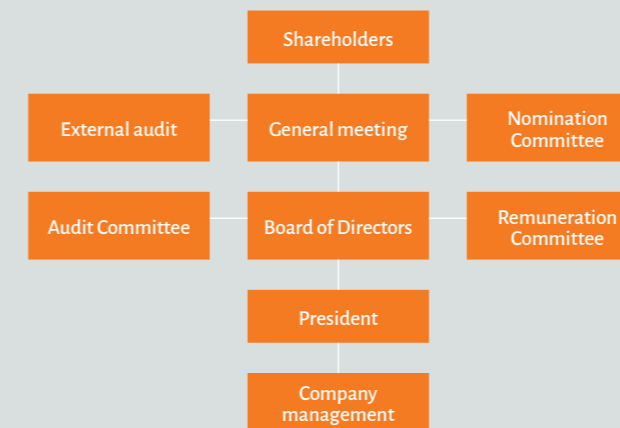 Shareholders
External audit
General meeting
Nomination
Committee
Audit Committee
Board of Directors
Remuneration
Committee
President
Company
management